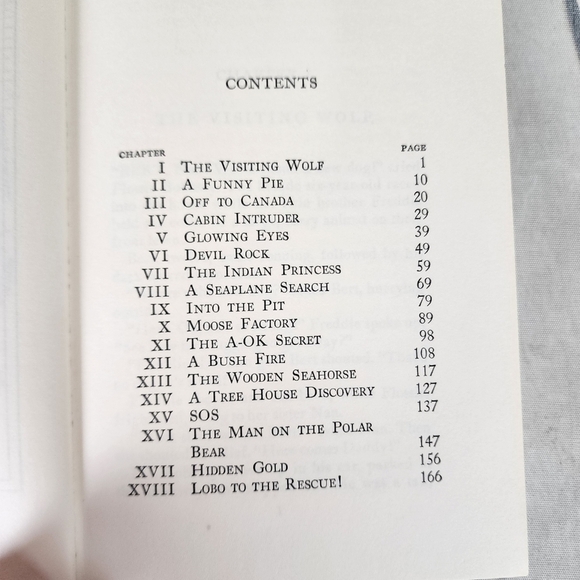 CONTENTS
CHAPTER PAGE
I THE VISITING WOLF 1
II A FUNNY PIE 10
III OFF TO CANADA 20
IV CABIN INTRUDER 29
V GLOWING EYES 39
VI DEVIL ROCK 49
VII THE INDIAN PRINCESS 59
VIII A SEAPLANE SEARCH 69
IX INTO THE PIT 79
X MOOSE FACTORY 89
XI THE A-OK SECRET 98
XII A BUSH FIRE 108
XIII THE WOODEN SEAHORSE 117
XIV A TREE HOUSE DISCOVERY 127
XV SOS 137
XVI THE MAN ON THE POLAR
BEAR 147
XVII HIDDEN GOLD 156
XVIII LOBO TO THE RESCUE! 166